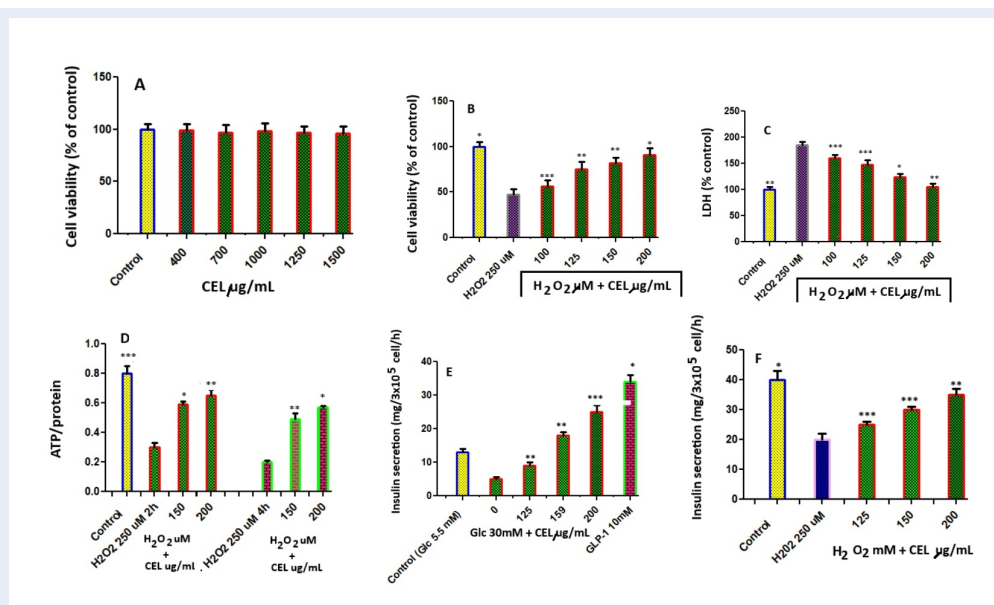 A
Cell viability (% of control)
150
100
50
0
Control
400
700
1000
1250
1500
CEL µg/mL
B
Cell viability (% of control)
150
100
50
0
*
***
**
**
*
Control
H2O2 250 uM
100
125
150
200
H2O2 µM + CEL µg/mL
C
LDH (% control)
250
200
150
100
50
0
**
***
***
*
**
Control
H2O2 250 uM
100
125
150
200
H2O2 µM + CEL µg/mL
D
ATP/protein
1.0
0.8
0.6
0.4
0.2
0.0
***
*
**
**
*
Control
H2O2 250 uM 2h
150
200
H2O2 250 uM 4h
150
200
H2O2 uM
+
CEL ug/mL .
H2O2 uM
+
CEL ug/mL
E
Insulin secretion (mg/3x10^5 cell/h)
40
30
20
10
0
**
**
***
*
Control (Glc 5.5 mM)
0
125
159
200
GLP-1 10mM
Glc 30mM + CEL µg/mL
F
Insulin secretion (mg/3x10^5 cell/h)
50
40
30
20
10
0
*
***
***
**
Control
H2O2 250 uM
125
150
200
H2 O2 mM + CEL µg/mL